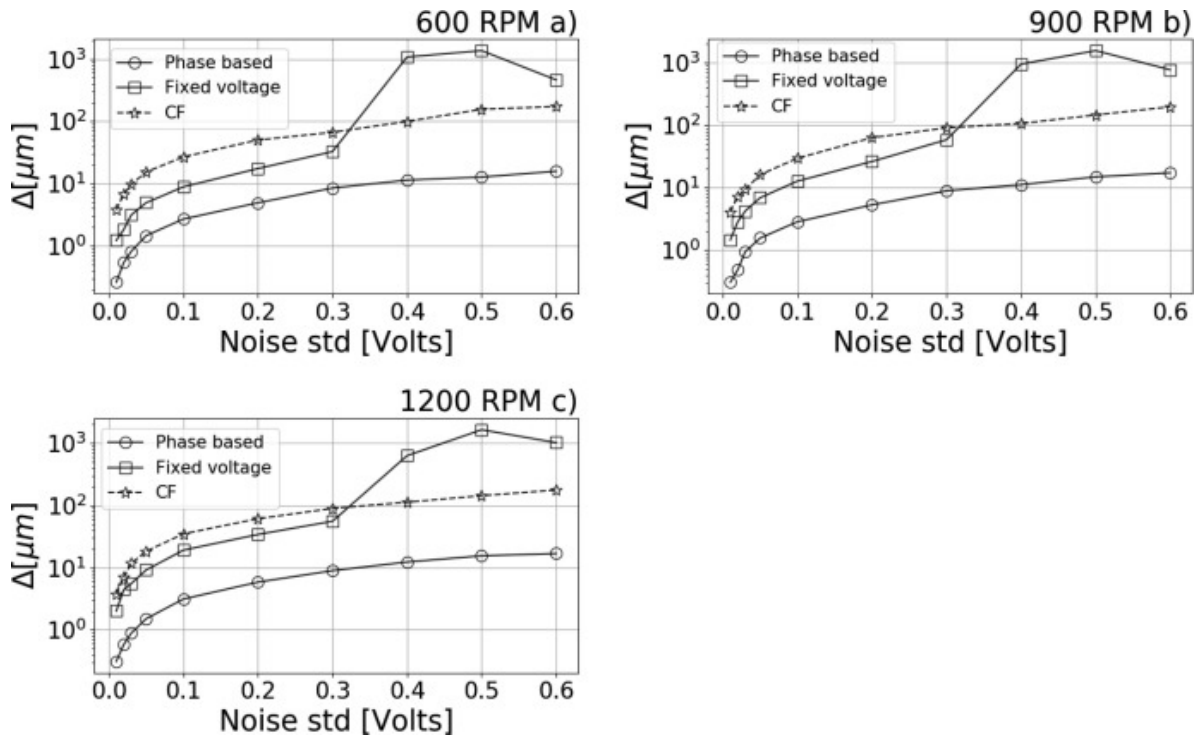 600 RPM a)
Phase based
Fixed voltage
CF
10³
10²
10¹
10⁰
Δ[μm]
0.0 0.1 0.2 0.3 0.4 0.5 0.6
Noise std [Volts]
900 RPM b)
Phase based
Fixed voltage
CF
10³
10²
10¹
10⁰
Δ[μm]
0.0 0.1 0.2 0.3 0.4 0.5 0.6
Noise std [Volts]
1200 RPM c)
Phase based
Fixed voltage
CF
10³
10²
10¹
10⁰
Δ[μm]
0.0 0.1 0.2 0.3 0.4 0.5 0.6
Noise std [Volts]